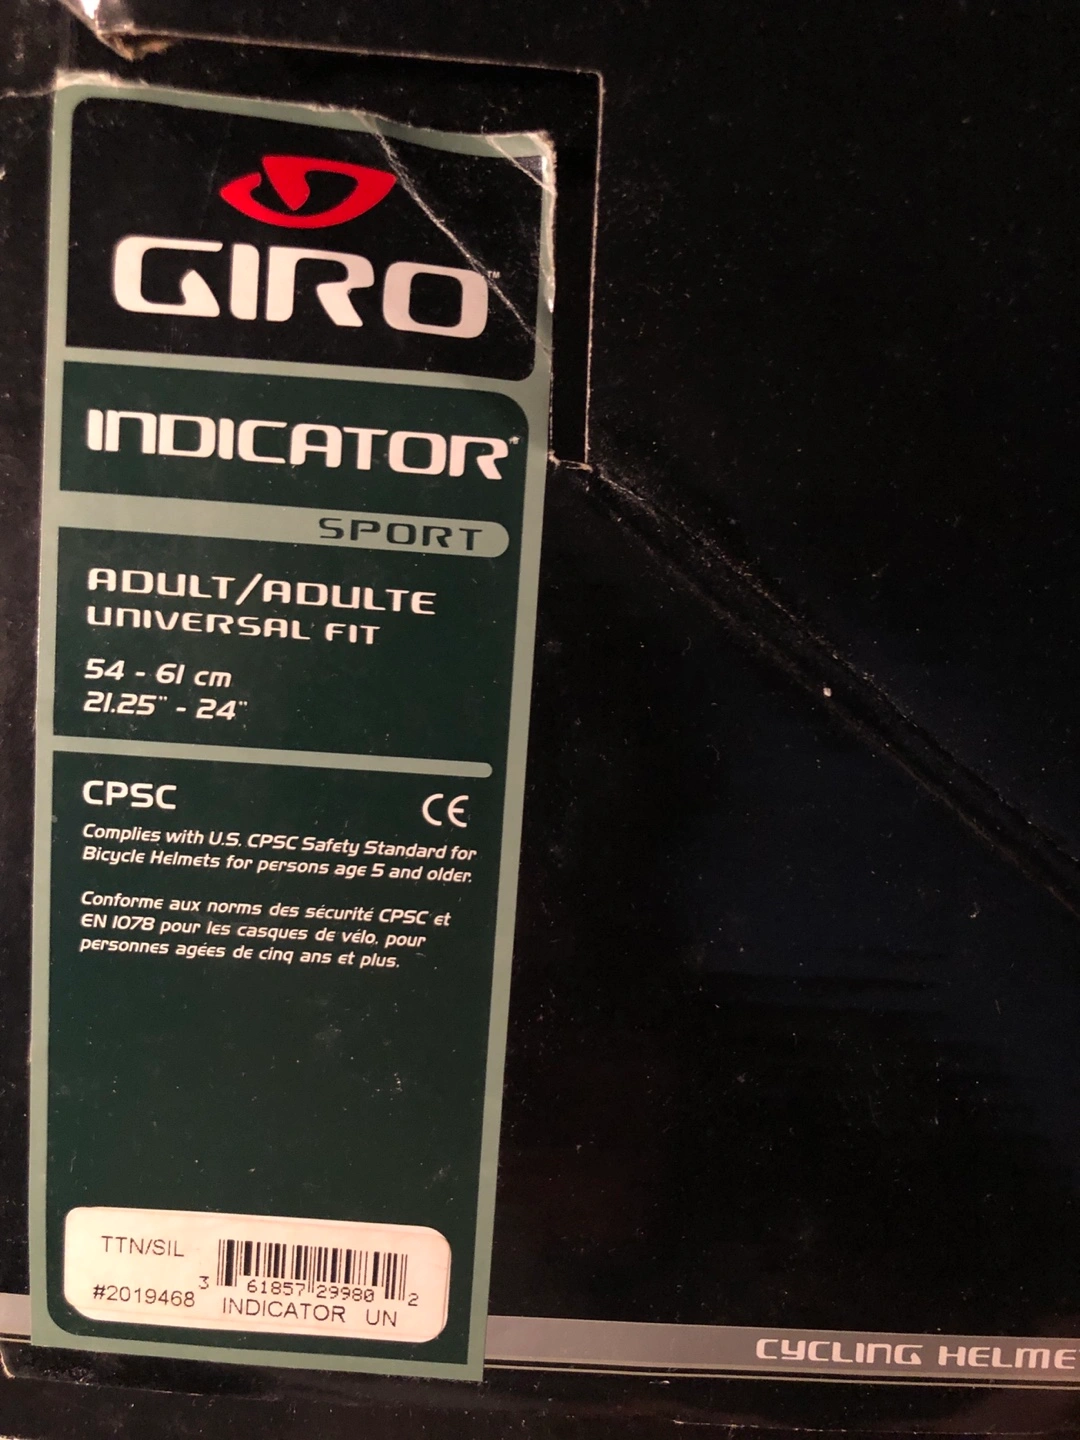 GIRO™
INDICATOR
SPORT
ADULT/ADULTE
UNIVERSAL FIT
54 - 61 cm
21.25" - 24"
CPSC CE
Complies with U.S. CPSC Safety Standard for
Bicycle Helmets for persons age 5 and older.
Conforme aux norms des sécurité CPSC et
EN 1078 pour les casques de vélo, pour
personnes agées de cinq ans et plus.
TTN/SIL
#2019468
3 61857 29980 2
INDICATOR UN
CYCLING HELME